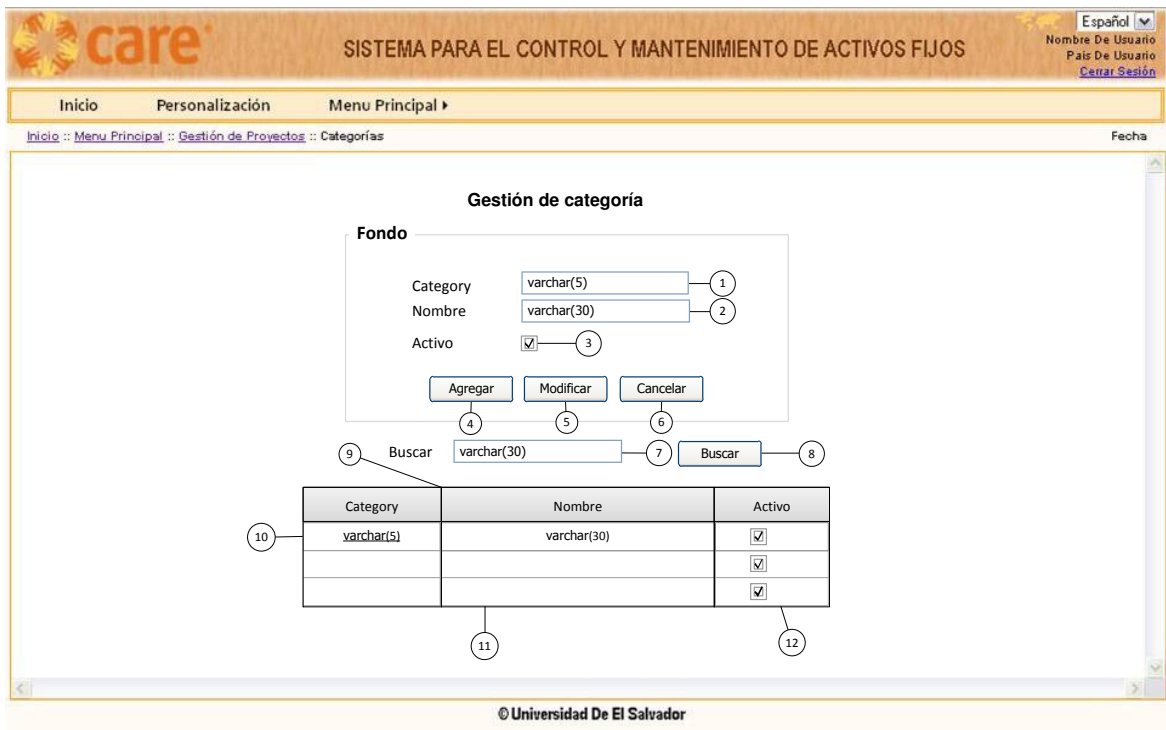 care
SISTEMA PARA EL CONTROL Y MANTENIMIENTO DE ACTIVOS FIJOS
Español
Nombre De Usuario
Pais De Usuario
Cerrar Sesión
Inicio Personalización Menu Principal
Inicio :: Menu Principal :: Gestión de Proyectos :: Categorías Fecha
Gestión de categoría
Fondo
Category varchar(5) 1
Nombre varchar(30) 2
Activo 3
Agregar Modificar Cancelar
4 5 6
9 Buscar varchar(30) 7 Buscar 8
Category Nombre Activo
10 varchar(5) varchar(30)
11 12
© Universidad De El Salvador